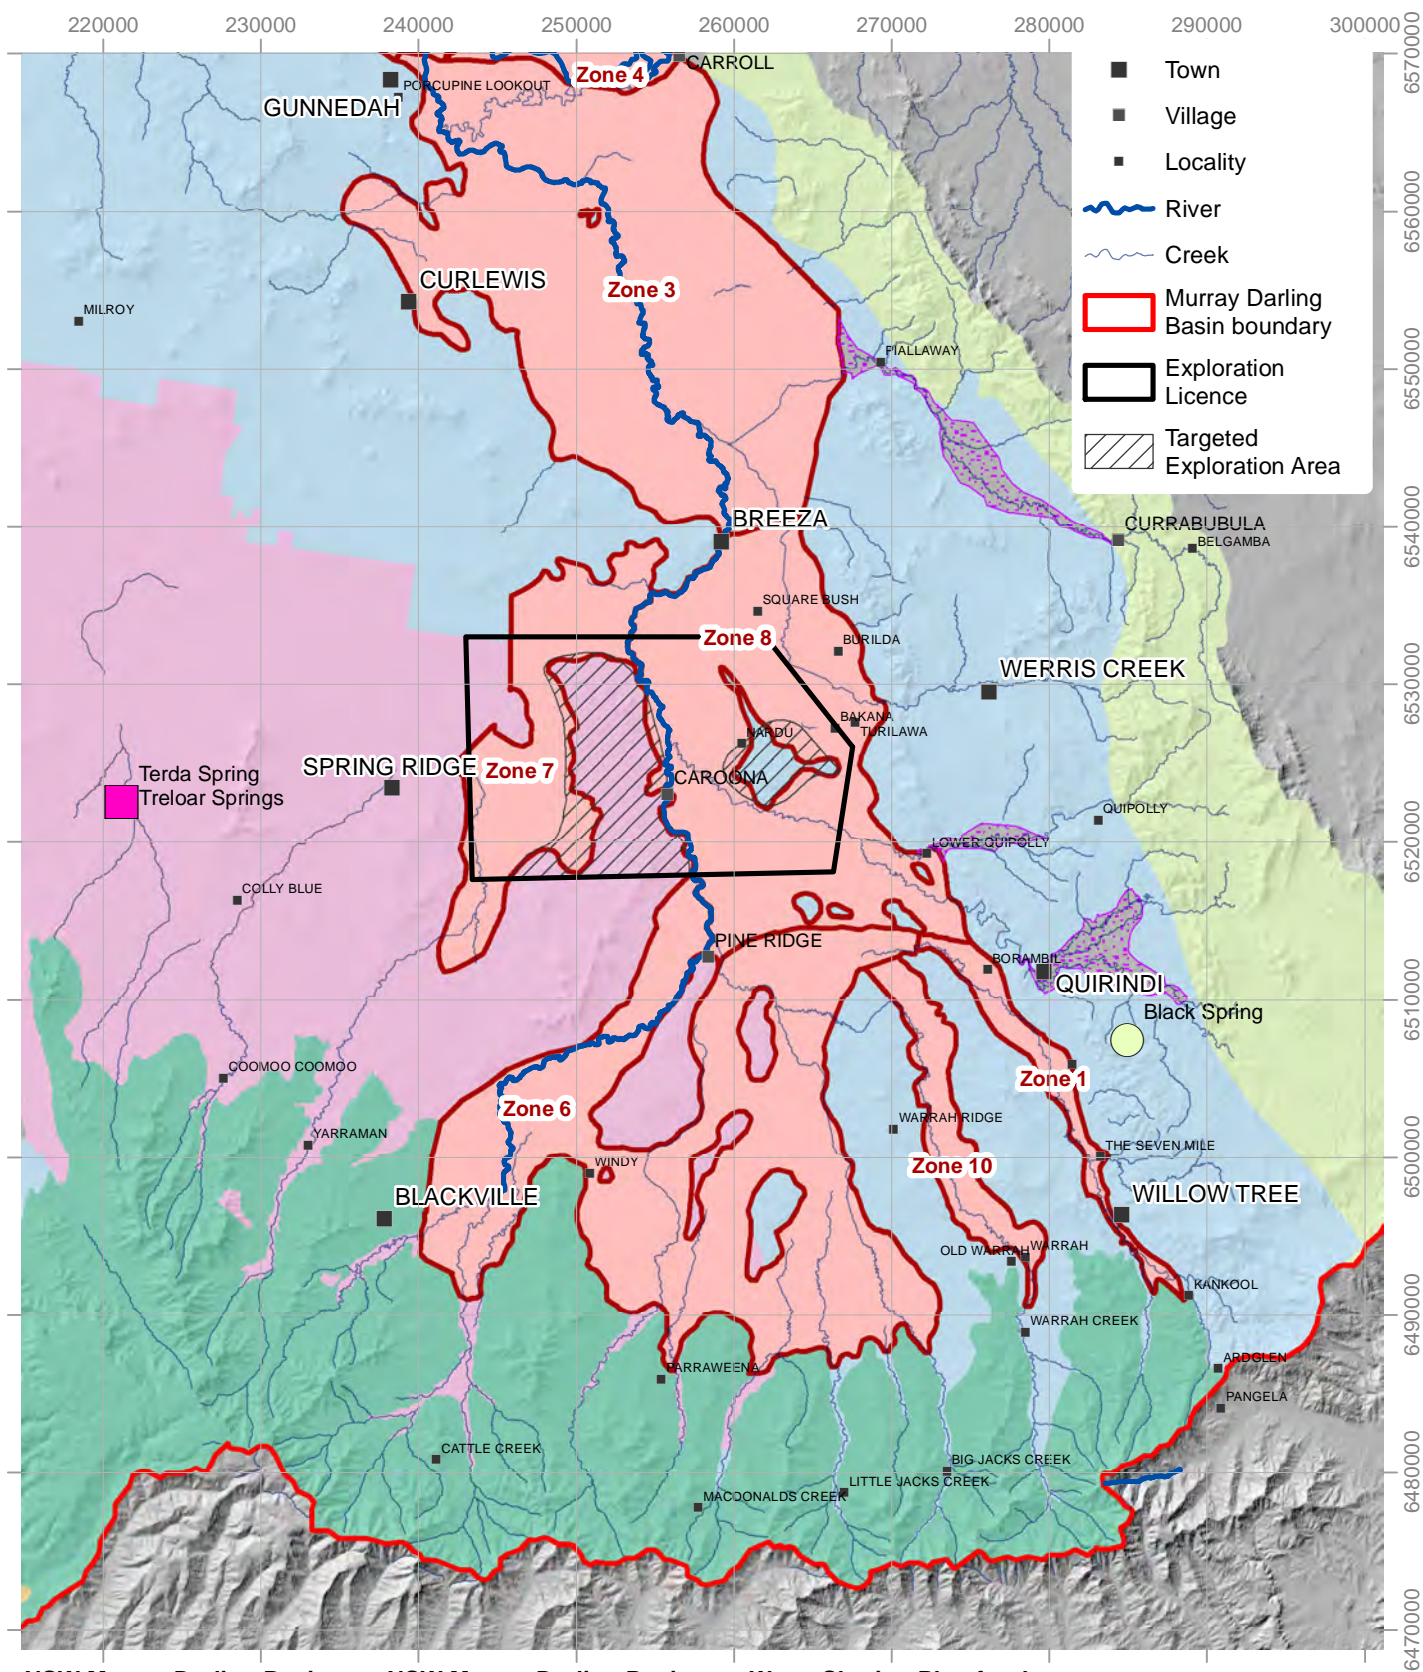 220000 230000 240000 250000 260000 270000 280000 290000 300000
6570000
6560000
6550000
6540000
6530000
6520000
6510000
6500000
6490000
6480000
6470000
Town
Village
Locality
River
Creek
Murray Darling
Basin boundary
Exploration
Licence
Targeted
Exploration Area
Zone 4
CARROLL
PORCUPINE LOOKOUT
GUNNEDAH
CURLEWIS
Zone 3
MILROY
PIALLAWAY
BREEZA
CURRABUBULA
BELGAMBA
SQUARE BUSH
Zone 8
BURILDA
WERRIS CREEK
BAKANA
TURILAWA
NARDU
SPRING RIDGE
Zone 7
CAROONA
Terda Spring
Treloar Springs
QUIPOLLY
LOWER QUIPOLLY
COLLY BLUE
PINE RIDGE
BORAMBIL
QUIRINDI
Black Spring
COOMOO COOMOO
Zone 1
Zone 6
WARRAH RIDGE
YARRAMAN
THE SEVEN MILE
WINDY
Zone 10
BLACKVILLE
WILLOW TREE
OLD WARRAH
WARRAH
KANKOOL
WARRAH CREEK
PARRAWEENA
ARDGLEN
PANGELA
CATTLE CREEK
BIG JACKS CREEK
LITTLE JACKS CREEK
MACDONALDS CREEK